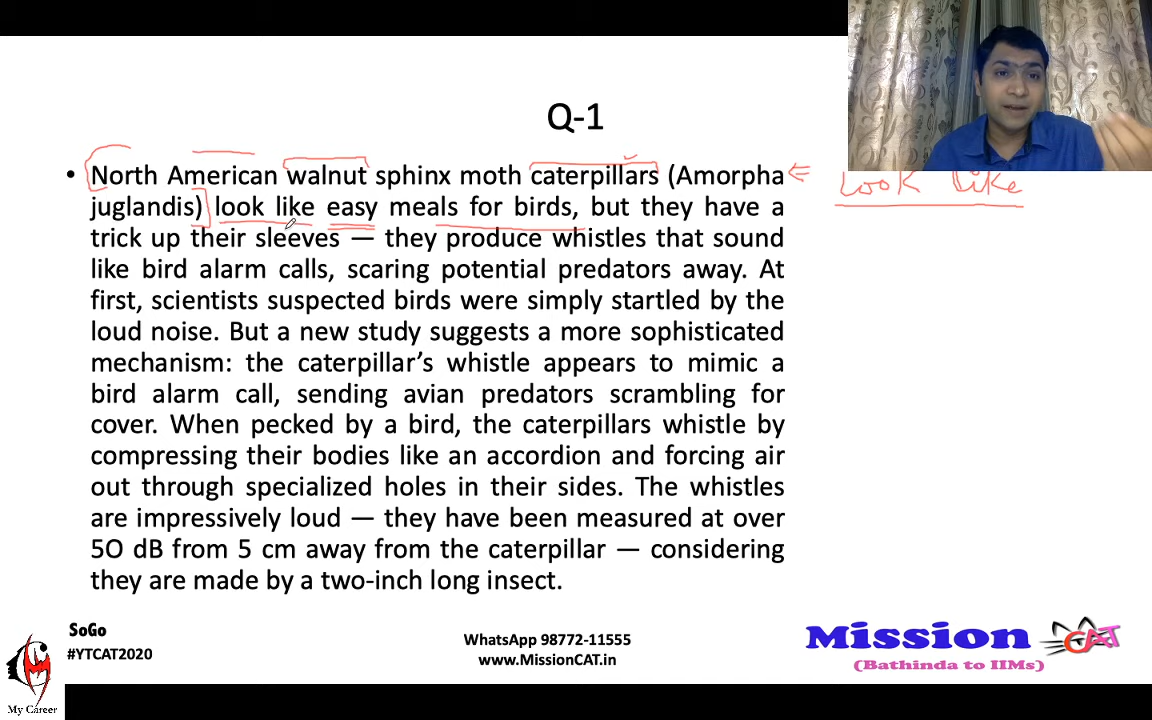 Q-1
• North American walnut sphinx moth caterpillars (Amorpha
juglandis) look like easy meals for birds, but they have a
trick up their sleeves — they produce whistles that sound
like bird alarm calls, scaring potential predators away. At
first, scientists suspected birds were simply startled by the
loud noise. But a new study suggests a more sophisticated
mechanism: the caterpillar’s whistle appears to mimic a
bird alarm call, sending avian predators scrambling for
cover. When pecked by a bird, the caterpillars whistle by
compressing their bodies like an accordion and forcing air
out through specialized holes in their sides. The whistles
are impressively loud — they have been measured at over
5O dB from 5 cm away from the caterpillar — considering
they are made by a two-inch long insect.
look like
SoGo
#YTCAT2020
My Career
WhatsApp 98772-11555
www.MissionCAT.in
Mission CAT
(Bathinda to IIMs)